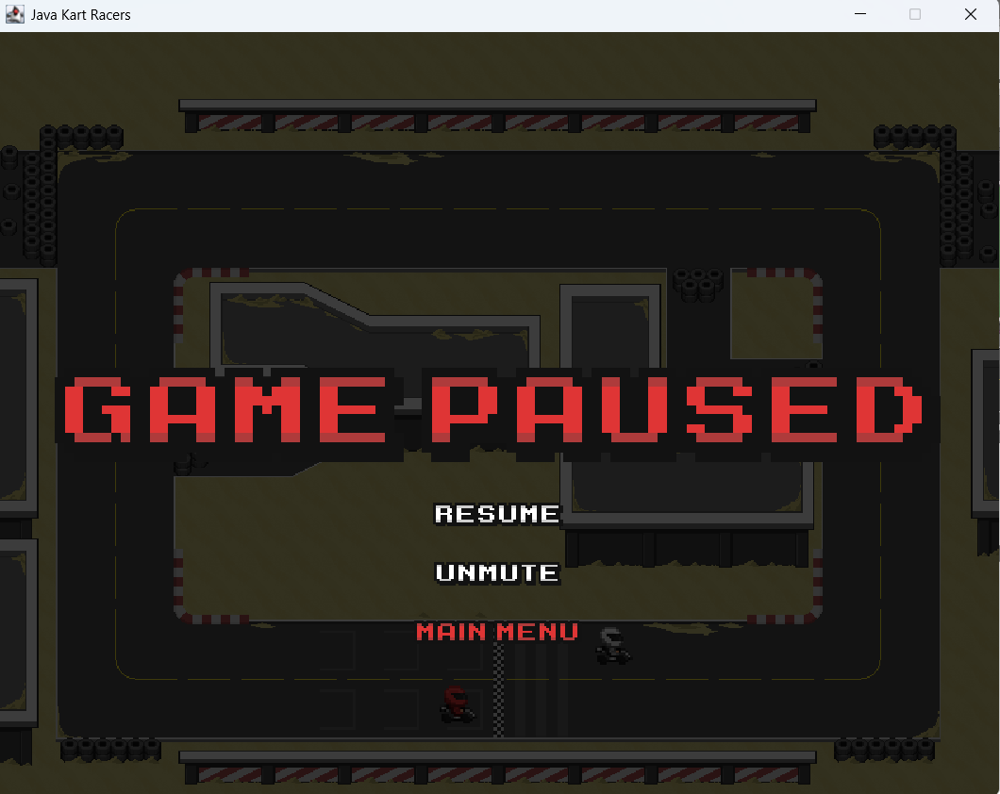 Java Kart Racers
GAME PAUSED
RESUME
UNMUTE
MAIN MENU